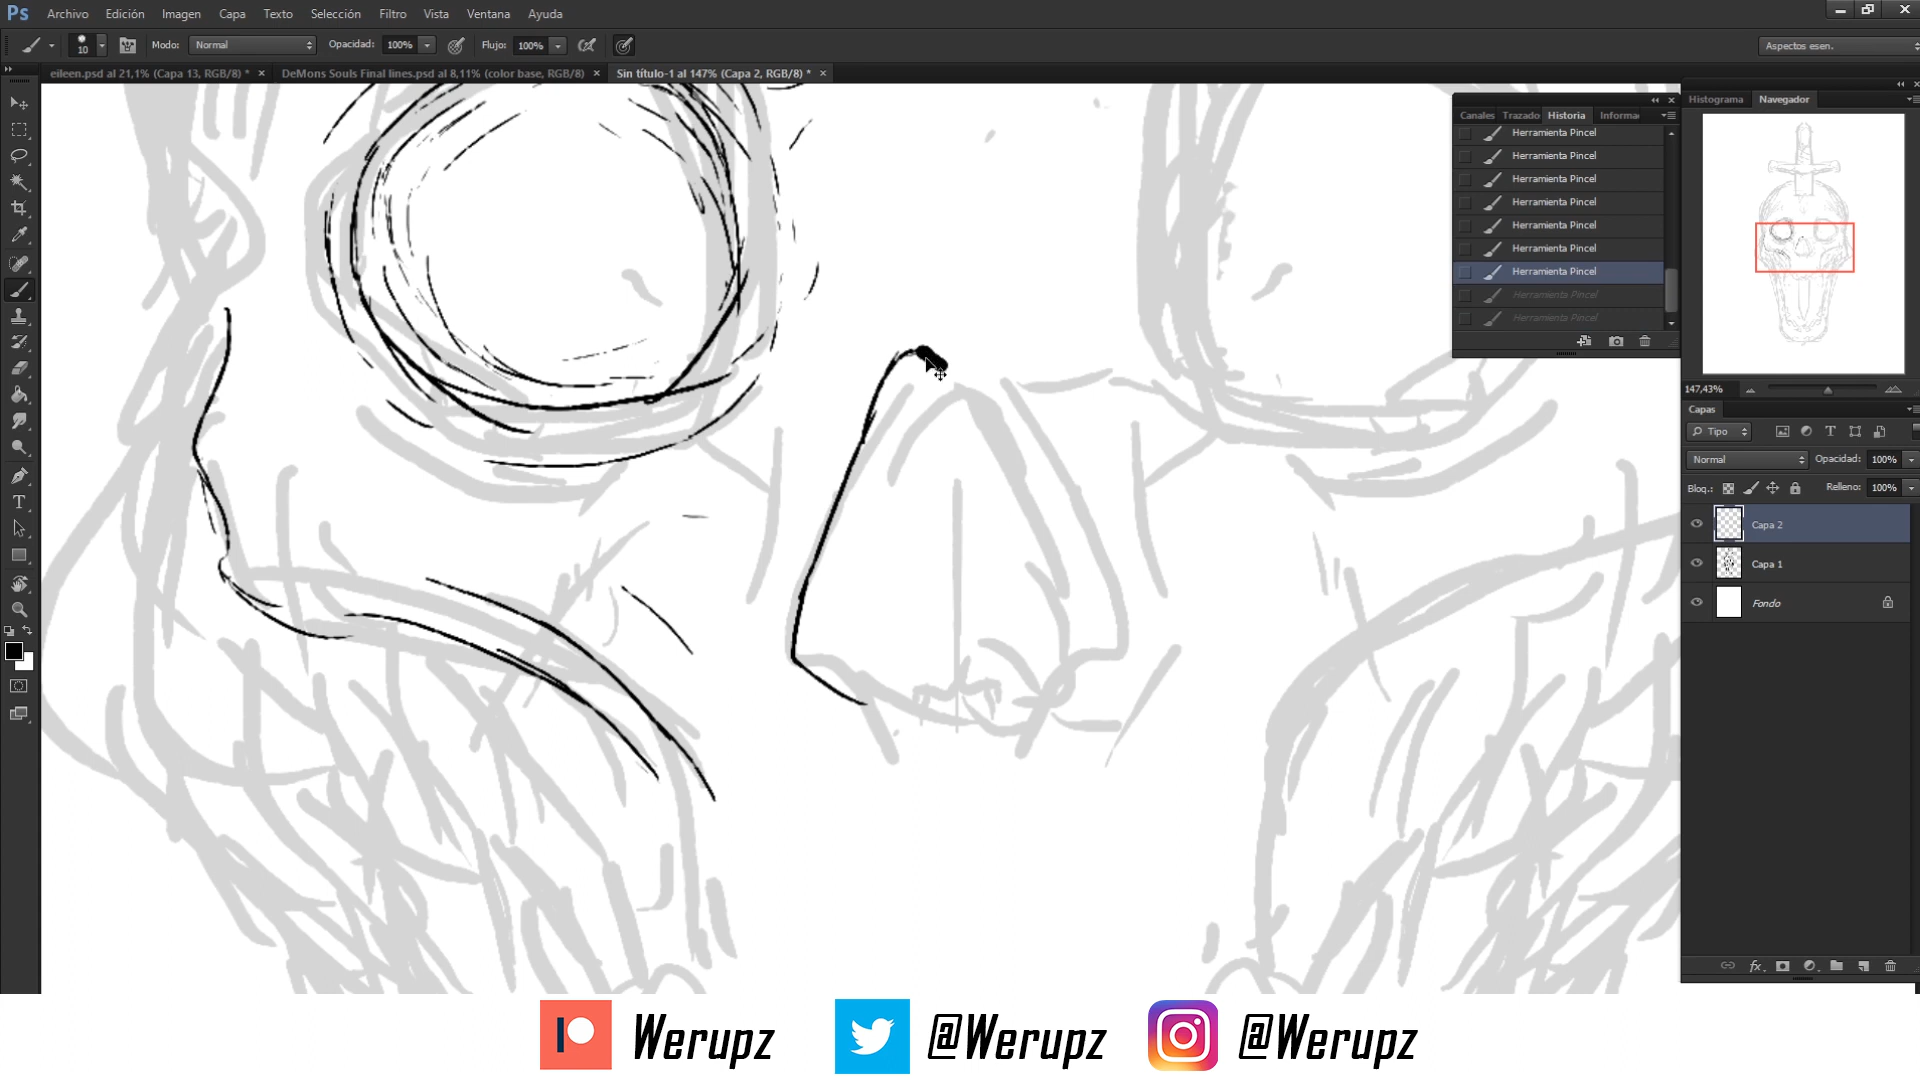 Ps Archivo Edición Imagen Capa Texto Selección Filtro Vista Ventana Ayuda
10 Modo: Normal Opacidad: 100% Flujo: 100% Aspectos esen.
eileen.psd al 21,1% (Capa 13, RGB/8) * × DeMons Souls Final lines.psd al 8,11% (color base, RGB/8) × Sin título-1 al 147% (Capa 2, RGB/8) * ×
Canales Trazado Historia Informa
Herramienta Pincel
Herramienta Pincel
Herramienta Pincel
Herramienta Pincel
Herramienta Pincel
Herramienta Pincel
Herramienta Pincel
Herramienta Pincel
Herramienta Pincel
Histograma Navegador
147,43%
Capas
Tipo
Normal Opacidad: 100%
Bloq.: Relleno: 100%
Capa 2
Capa 1
Fondo
fx
Werupz @Werupz @Werupz